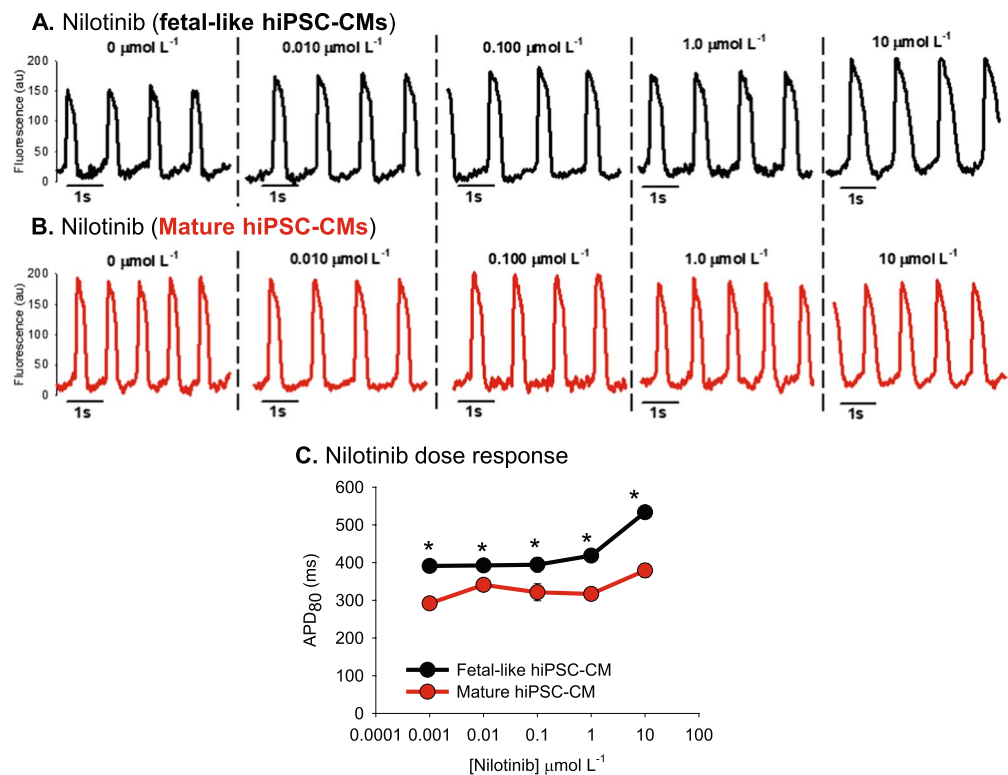 A. Nilotinib (fetal-like hiPSC-CMs)
0 μmol L-1
0.010 μmol L-1
0.100 μmol L-1
1.0 μmol L-1
10 μmol L-1
Fluorescence (au)
200
150
100
50
0
1s
1s
1s
1s
1s
B. Nilotinib (Mature hiPSC-CMs)
0 μmol L-1
0.010 μmol L-1
0.100 μmol L-1
1.0 μmol L-1
10 μmol L-1
Fluorescence (au)
200
150
100
50
0
1s
1s
1s
1s
1s
C. Nilotinib dose response
APD80 (ms)
600
500
400
300
200
100
0
* * * * *
Fetal-like hiPSC-CM
Mature hiPSC-CM
0.0001 0.001 0.01 0.1 1 10 100
[Nilotinib] μmol L-1